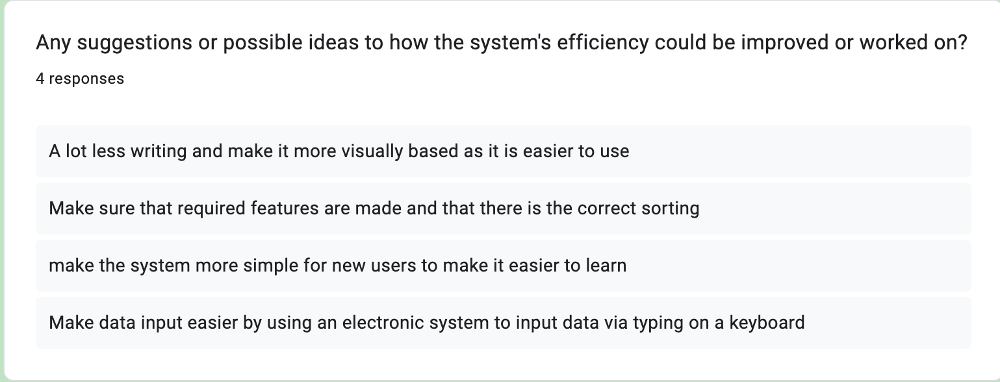 Any suggestions or possible ideas to how the system's efficiency could be improved or worked on?
4 responses
A lot less writing and make it more visually based as it is easier to use
Make sure that required features are made and that there is the correct sorting
make the system more simple for new users to make it easier to learn
Make data input easier by using an electronic system to input data via typing on a keyboard